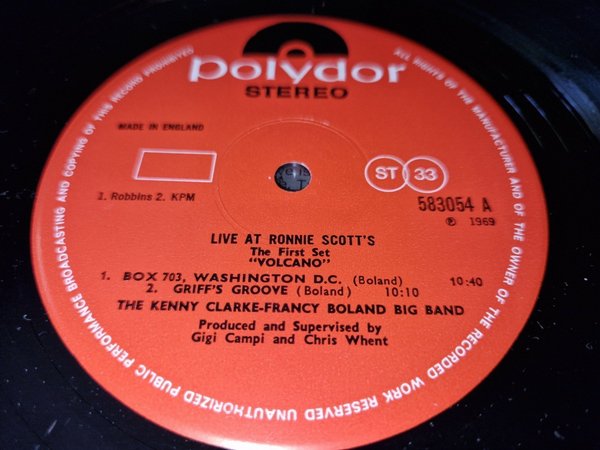 polydor
STEREO
MADE IN ENGLAND
1. Robbins 2. KPM
ST 33
583054 A
Ⓟ 1969
LIVE AT RONNIE SCOTT'S
The First Set
"VOLCANO"
1. BOX 703, WASHINGTON D.C. (Boland) 10:40
2. GRIFF'S GROOVE (Boland) 10:10
THE KENNY CLARKE-FRANCY BOLAND BIG BAND
Produced and Supervised by
Gigi Campi and Chris Whent
ALL RIGHTS OF THE MANUFACTURER AND OF THE OWNER OF THE RECORDED WORK RESERVED UNAUTHORIZED PUBLIC PERFORMANCE BROADCASTING AND COPYING OF THIS RECORD PROHIBITED